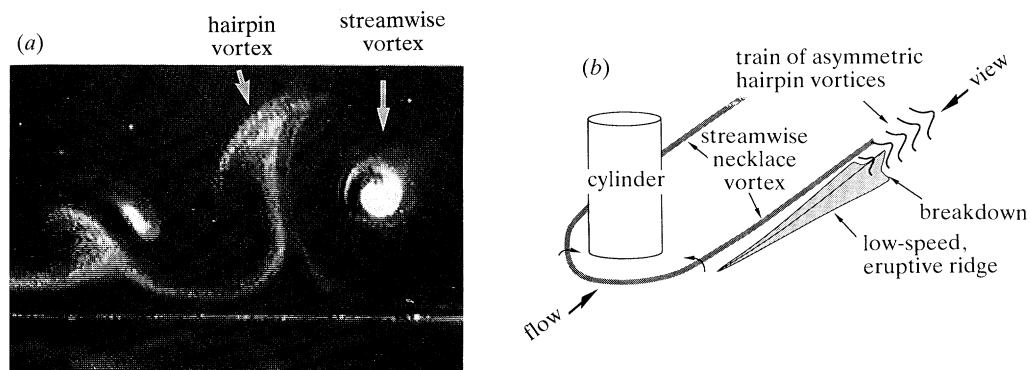 (a)
hairpin
vortex
streamwise
vortex
(b)
train of asymmetric
hairpin vortices
view
streamwise
necklace
vortex
cylinder
breakdown
low-speed,
eruptive ridge
flow